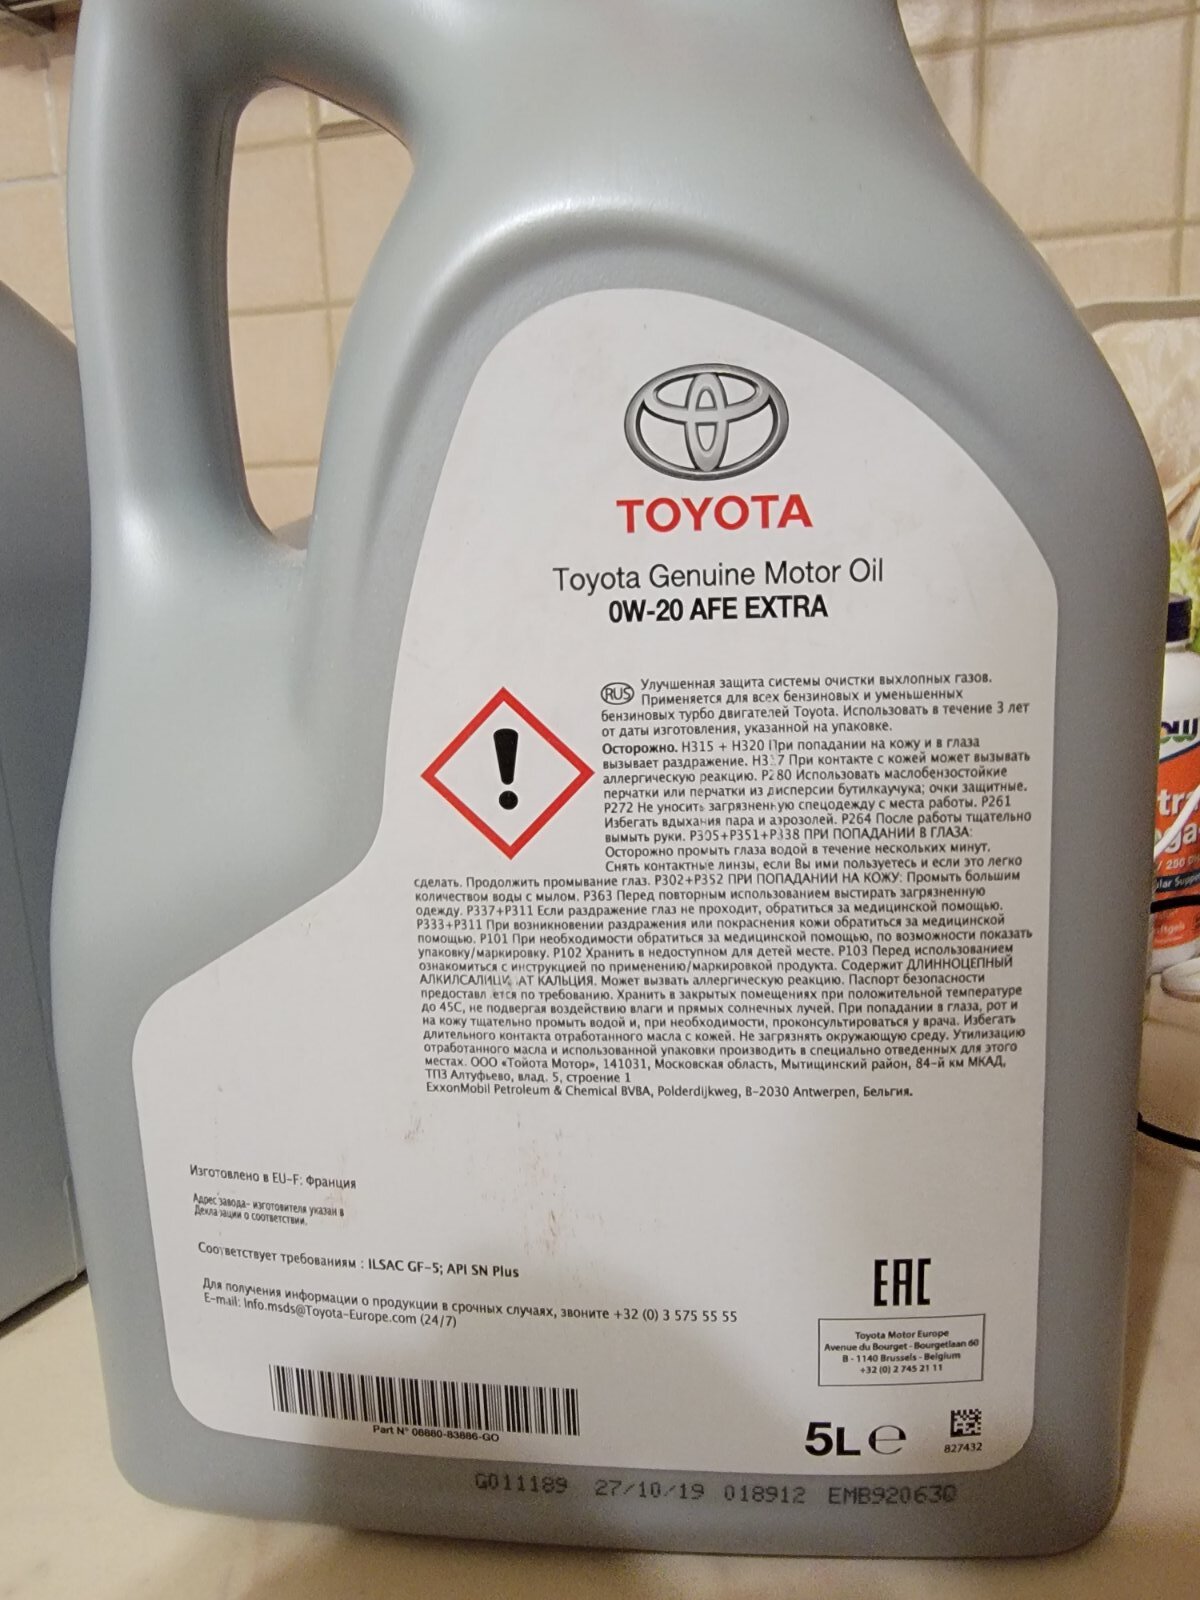 TOYOTA
Toyota Genuine Motor Oil
0W-20 AFE EXTRA
RUS Улучшенная защита системы очистки выхлопных газов.
Применяется для всех бензиновых и уменьшенных
бензиновых турбо двигателей Toyota. Использовать в течение 3 лет
от даты изготовления, указанной на упаковке.
Осторожно. H315 + H320 При попадании на кожу и в глаза
вызывает раздражение. H317 При контакте с кожей может вызывать
аллергическую реакцию. P280 Использовать маслобензостойкие
перчатки или перчатки из дисперсии бутилкаучука; очки защитные.
P272 Не уносить загрязненную спецодежду с места работы. P261
Избегать вдыхания пара и аэрозолей. P264 После работы тщательно
вымыть руки. P305+P351+P338 ПРИ ПОПАДАНИИ В ГЛАЗА:
Осторожно промыть глаза водой в течение нескольких минут.
Снять контактные линзы, если Вы ими пользуетесь и если это легко
сделать. Продолжить промывание глаз. P302+P352 ПРИ ПОПАДАНИИ НА КОЖУ: Промыть большим
количеством воды с мылом. P363 Перед повторным использованием выстирать загрязненную
одежду. P337+P311 Если раздражение глаз не проходит, обратиться за медицинской помощью.
P333+P311 При возникновении раздражения или покраснения кожи обратиться за медицинской
помощью. P101 При необходимости обратиться за медицинской помощью, по возможности показать
упаковку/маркировку. P102 Хранить в недоступном для детей месте. P103 Перед использованием
ознакомиться с инструкцией по применению/маркировкой продукта. Содержит ДЛИННОЦЕПНЫЙ
АЛКИЛСАЛИЦИЛАТ КАЛЬЦИЯ. Может вызвать аллергическую реакцию. Паспорт безопасности
предоставляется по требованию. Хранить в закрытых помещениях при положительной температуре
до 45С, не подвергая воздействию влаги и прямых солнечных лучей. При попадании в глаза, рот и
на кожу тщательно промыть водой и, при необходимости, проконсультироваться у врача. Избегать
длительного контакта отработанного масла с кожей. Не загрязнять окружающую среду. Утилизацию
отработанного масла и использованной упаковки производить в специально отведенных для этого
местах. ООО «Тойота Мотор», 141031, Московская область, Мытищинский район, 84-й км МКАД,
ТПЗ Алтуфьево, влад. 5, строение 1
ExxonMobil Petroleum & Chemical BVBA, Polderdijkweg, B-2030 Antwerpen, Бельгия.
Изготовлено в EU-F: Франция
Адрес завода- изготовителя указан в
Декларации о соответствии.
Соответствует требованиям : ILSAC GF-5; API SN Plus
Для получения информации о продукции в срочных случаях, звоните +32 (0) 3 575 55 55
E-mail: Info.msds@Toyota-Europe.com (24/7)
EAC
Toyota Motor Europe
Avenue du Bourget - Bourgetlaan 60
B - 1140 Brussels - Belgium
+32 (0) 2 745 21 11
Part N° 08880-83886-GO
5L e
827432
G011189 27/10/19 018912 EMB92063C